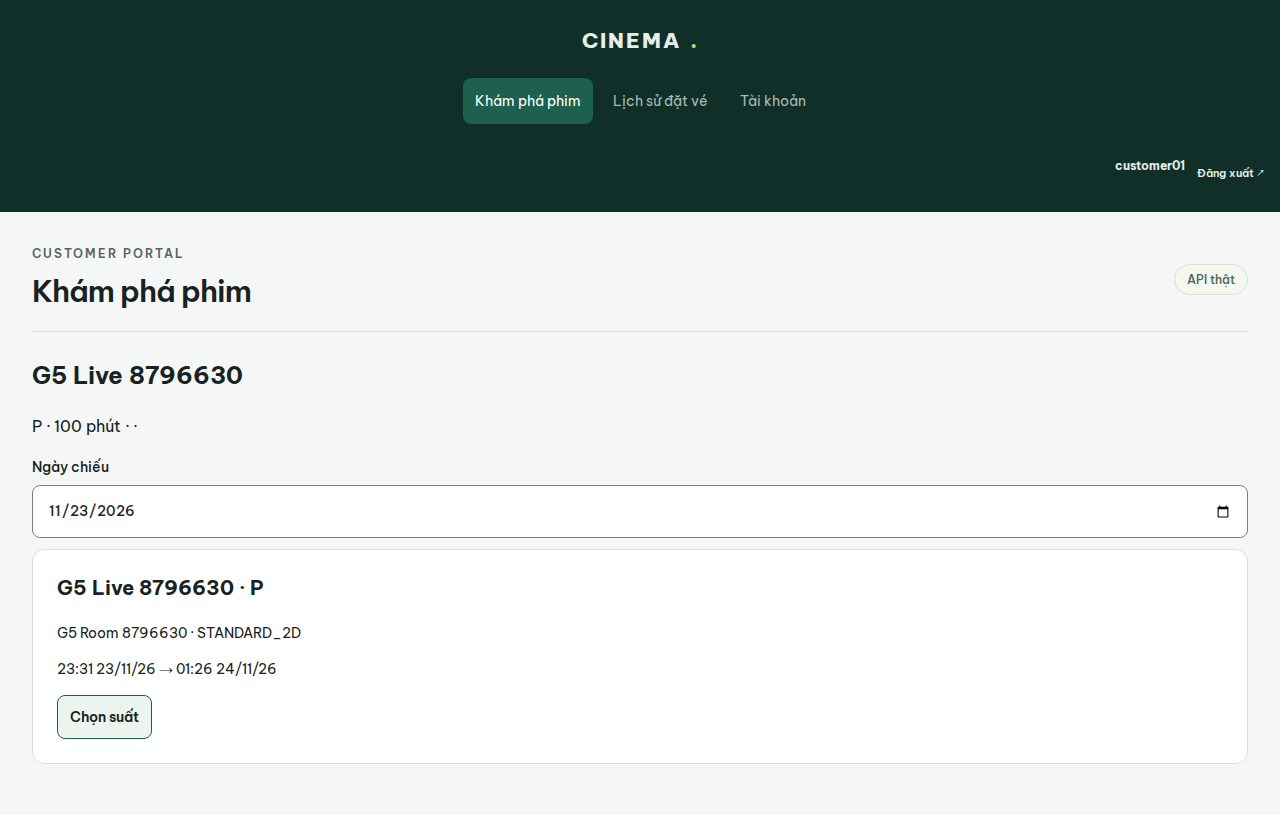 CINEMA .
Khám phá phim Lịch sử đặt vé Tài khoản
customer01 Đăng xuất ↗
CUSTOMER PORTAL
Khám phá phim
API thật
G5 Live 8796630
P · 100 phút · ·
Ngày chiếu
11/23/2026
G5 Live 8796630 · P
G5 Room 8796630 · STANDARD_2D
23:31 23/11/26 → 01:26 24/11/26
Chọn suất